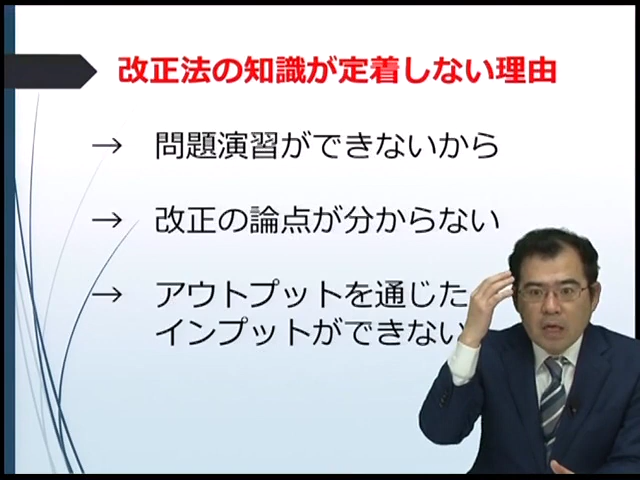 改正法の知識が定着しない理由
→ 問題演習ができないから
→ 改正の論点が分からない
→ アウトプットを通じた
インプットができない